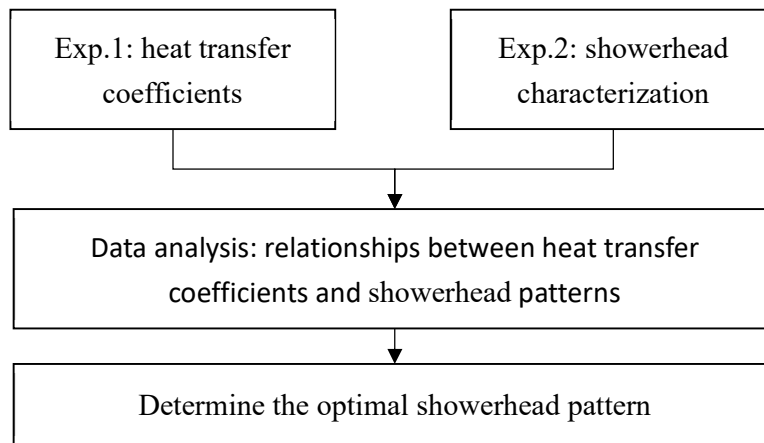 Exp.1: heat transfer
coefficients
Exp.2: showerhead
characterization
Data analysis: relationships between heat transfer
coefficients and showerhead patterns
Determine the optimal showerhead pattern